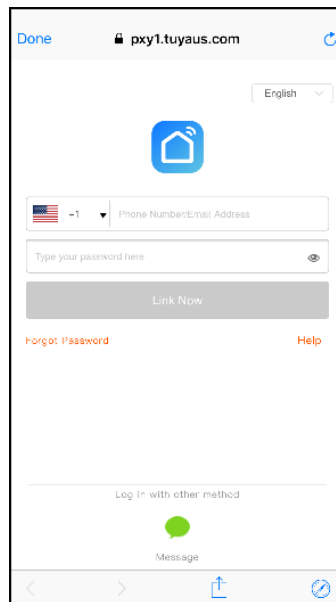 Done pxy1.tuyaus.com
English
-1 Phone Number/Email Address
Type your password here
Link Now
Forgot Password Help
Log in with other method
Message